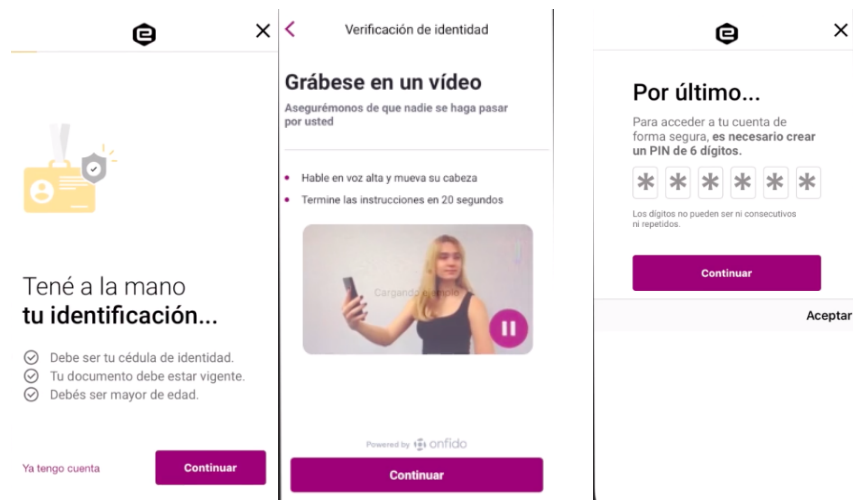 Tené a la mano
tu identificación...
Debe ser tu cédula de identidad.
Tu documento debe estar vigente.
Debés ser mayor de edad.
Ya tengo cuenta
Continuar
Verificación de identidad
Grábese en un vídeo
Asegurémonos de que nadie se haga pasar
por usted
Hable en voz alta y mueva su cabeza
Termine las instrucciones en 20 segundos
Cargando ejemplo
Powered by onfido
Continuar
Por último...
Para acceder a tu cuenta de
forma segura, es necesario crear
un PIN de 6 dígitos.
* * * * * *
Los dígitos no pueden ser ni consecutivos
ni repetidos.
Continuar
Aceptar